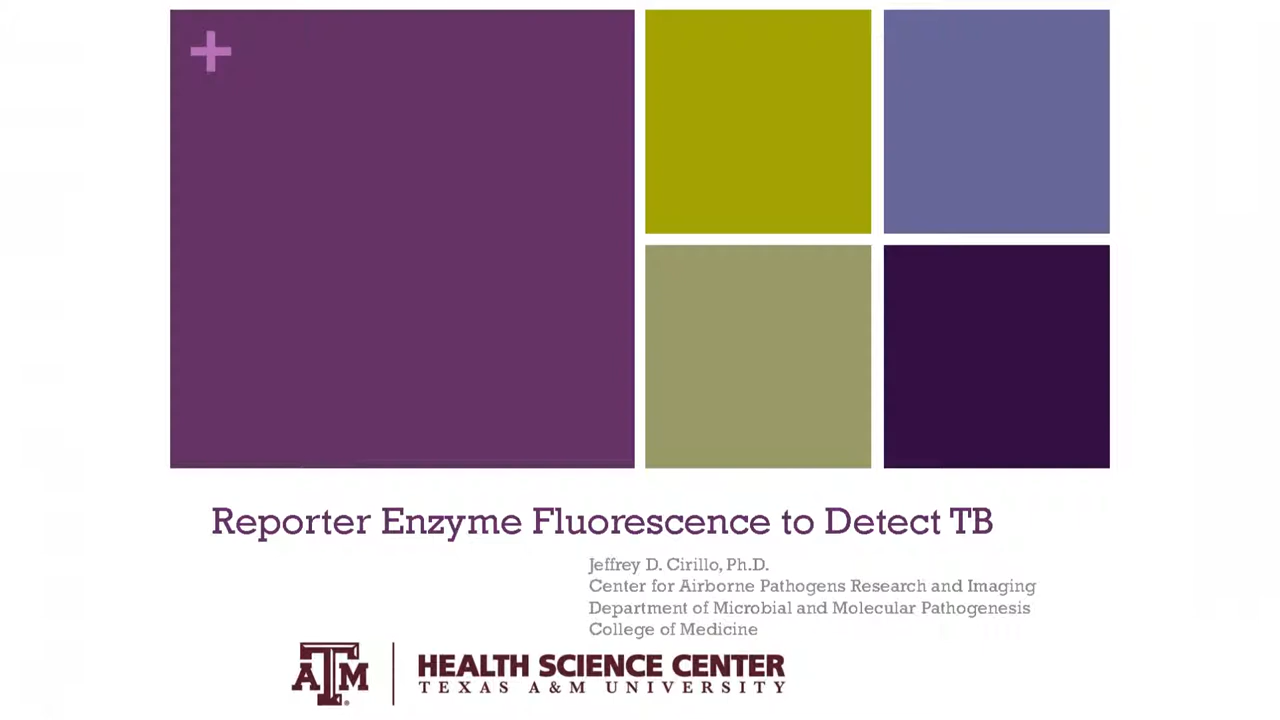 +
Reporter Enzyme Fluorescence to Detect TB
Jeffrey D. Cirillo, Ph.D.
Center for Airborne Pathogens Research and Imaging
Department of Microbial and Molecular Pathogenesis
College of Medicine
ATM HEALTH SCIENCE CENTER
TEXAS A&M UNIVERSITY